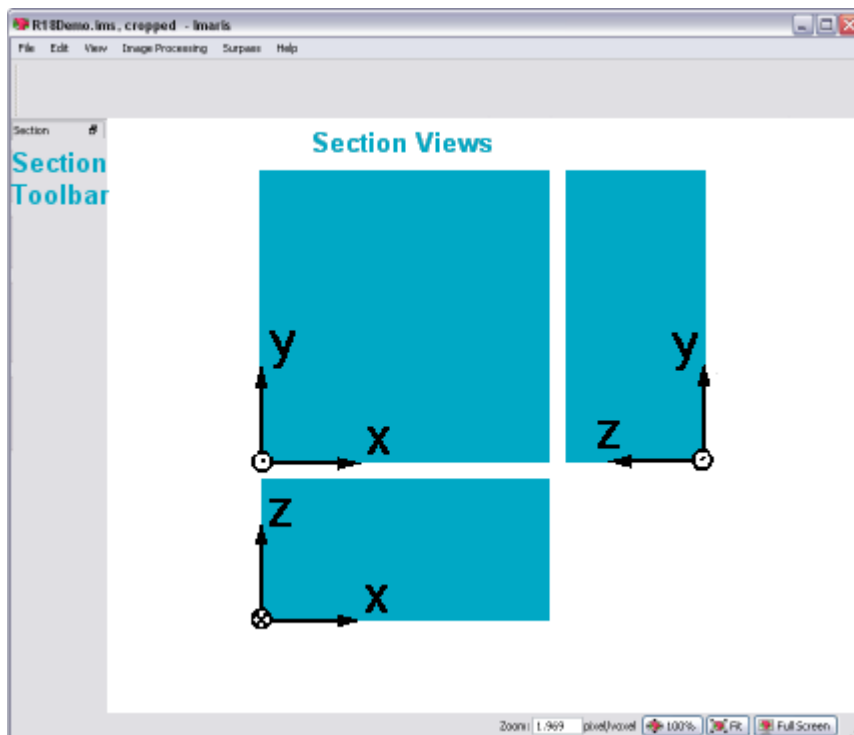 R18Demo.ims, cropped - Imaris
File Edit View Image Processing Surpass Help
Section
Section
Toolbar
Section Views
y
x
y
z
z
x
Zoom: 1.969 pixel/voxel 100% Fit Full Screen